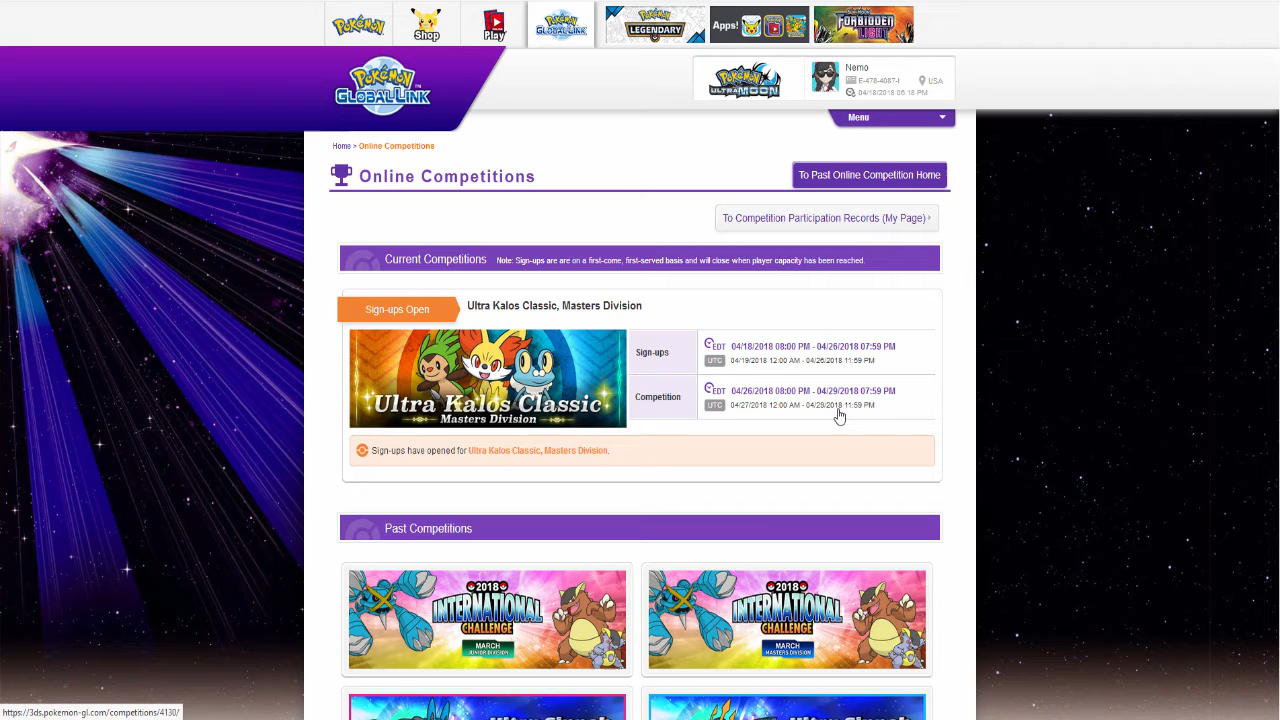 Pokémon
Shop
Play
Pokémon
GLOBAL LINK
Pokémon
LEGENDARY
Apps!
SUN & MOON
FORBIDDEN
LIGHT
Pokémon
GLOBAL LINK
Pokémon
ULTRA MOON
Nemo
E-478-4087-I
USA
04/18/2018 06:18 PM
Menu
Home > Online Competitions
Online Competitions
To Past Online Competition Home
To Competition Participation Records (My Page)
Current Competitions Note: Sign-ups are are on a first-come, first-served basis and will close when player capacity has been reached.
Sign-ups Open
Ultra Kalos Classic, Masters Division
Ultra Kalos Classic
Masters Division
Sign-ups
EDT 04/18/2018 08:00 PM - 04/26/2018 07:59 PM
UTC 04/19/2018 12:00 AM - 04/26/2018 11:59 PM
Competition
EDT 04/26/2018 08:00 PM - 04/29/2018 07:59 PM
UTC 04/27/2018 12:00 AM - 04/29/2018 11:59 PM
Sign-ups have opened for Ultra Kalos Classic, Masters Division.
Past Competitions
2018
INTERNATIONAL
CHALLENGE
MARCH
JUNIOR DIVISION
2018
INTERNATIONAL
CHALLENGE
MARCH
MASTERS DIVISION
https://3ds.pokemon-gl.com/competitions/4130/